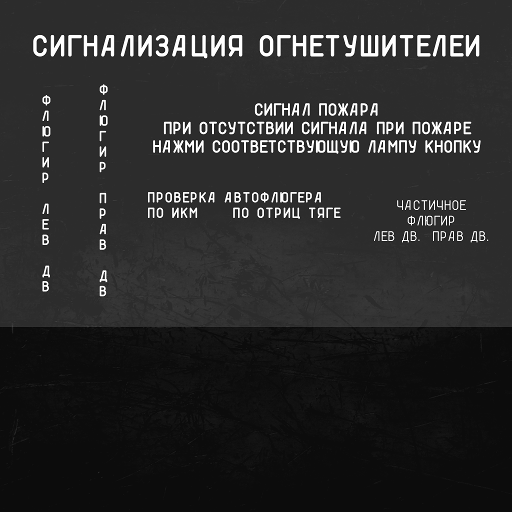 СИГНАЛИЗАЦИЯ ОГНЕТУШИТЕЛЕИ
ФЛЮГИР ЛЕВ ДВ
ФЛЮГИР ПРАВ ДВ
СИГНАЛ ПОЖАРА
ПРИ ОТСУТСТВИИ СИГНАЛА ПРИ ПОЖАРЕ
НАЖМИ СООТВЕТСТВУЮЩУЮ ЛАМПУ КНОПКУ
ПРОВЕРКА АВТОФЛЮГЕРА
ПО ИКМ ПО ОТРИЦ ТЯГЕ
ЧАСТИЧНОЕ
ФЛЮГИР
ЛЕВ ДВ. ПРАВ ДВ.